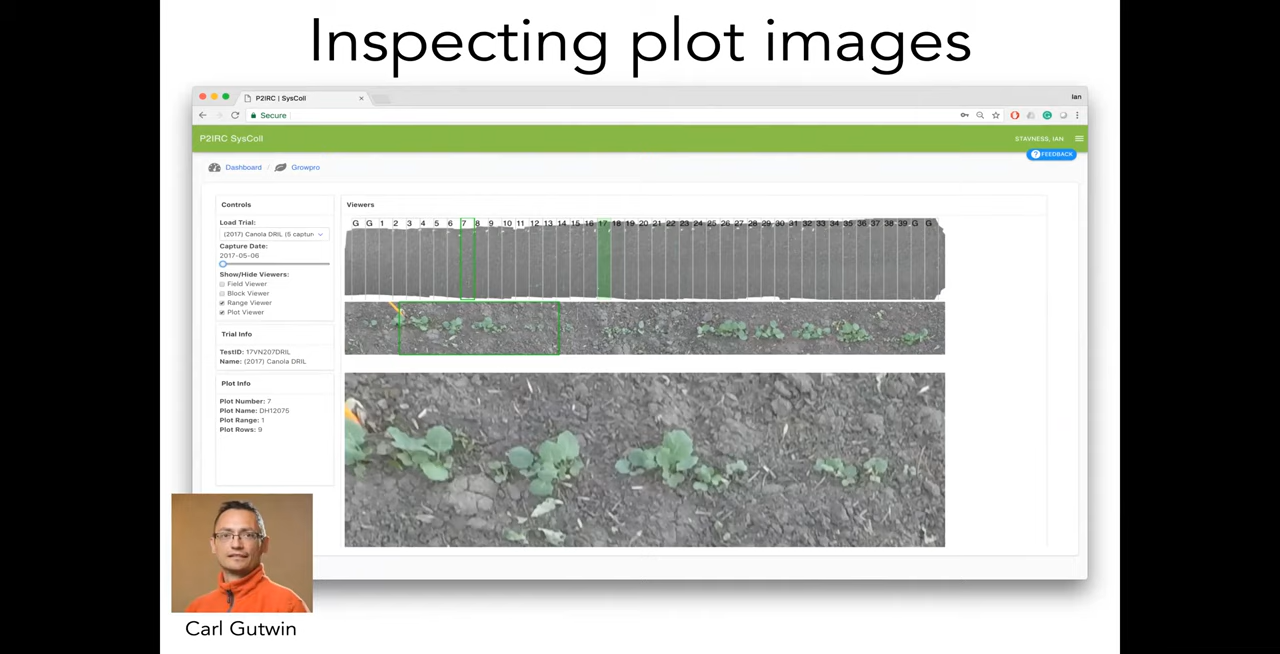 Inspecting plot images
P2IRC | SysColl
Ian
Secure
P2IRC SysColl
STAVNESS, IAN
FEEDBACK
Dashboard / Growpro
Controls
Load Trial:
(2017) Canola DRIL (5 captur
Capture Date:
2017-05-06
Show/Hide Viewers:
Field Viewer
Block Viewer
Range Viewer
Plot Viewer
Trial Info
TestID: 17VN207DRIL
Name: (2017) Canola DRIL
Plot Info
Plot Number: 7
Plot Name: DH12075
Plot Range: 1
Plot Rows: 9
Viewers
G G 1 2 3 4 5 6 7 8 9 10 11 12 13 14 15 16 17 18 19 20 21 22 23 24 25 26 27 28 29 30 31 32 33 34 35 36 37 38 39 G G
Carl Gutwin